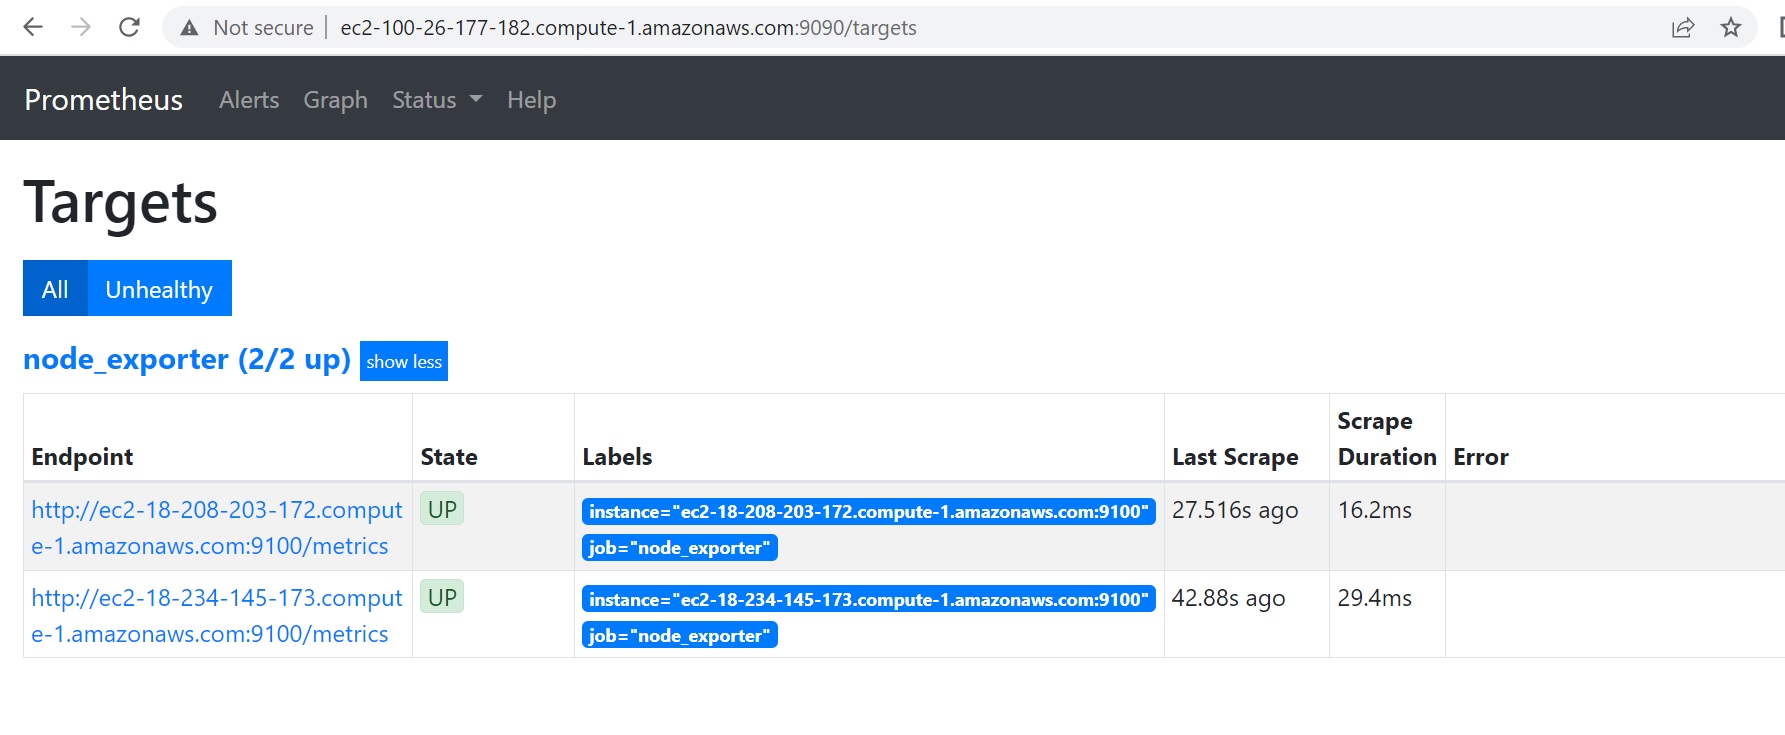 Not secure | ec2-100-26-177-182.compute-1.amazonaws.com:9090/targets
Prometheus Alerts Graph Status Help
Targets
All Unhealthy
node_exporter (2/2 up) show less
Endpoint State Labels Last Scrape Scrape Duration Error
http://ec2-18-208-203-172.comput
e-1.amazonaws.com:9100/metrics
UP
instance="ec2-18-208-203-172.compute-1.amazonaws.com:9100"
job="node_exporter"
27.516s ago
16.2ms
http://ec2-18-234-145-173.comput
e-1.amazonaws.com:9100/metrics
UP
instance="ec2-18-234-145-173.compute-1.amazonaws.com:9100"
job="node_exporter"
42.88s ago
29.4ms